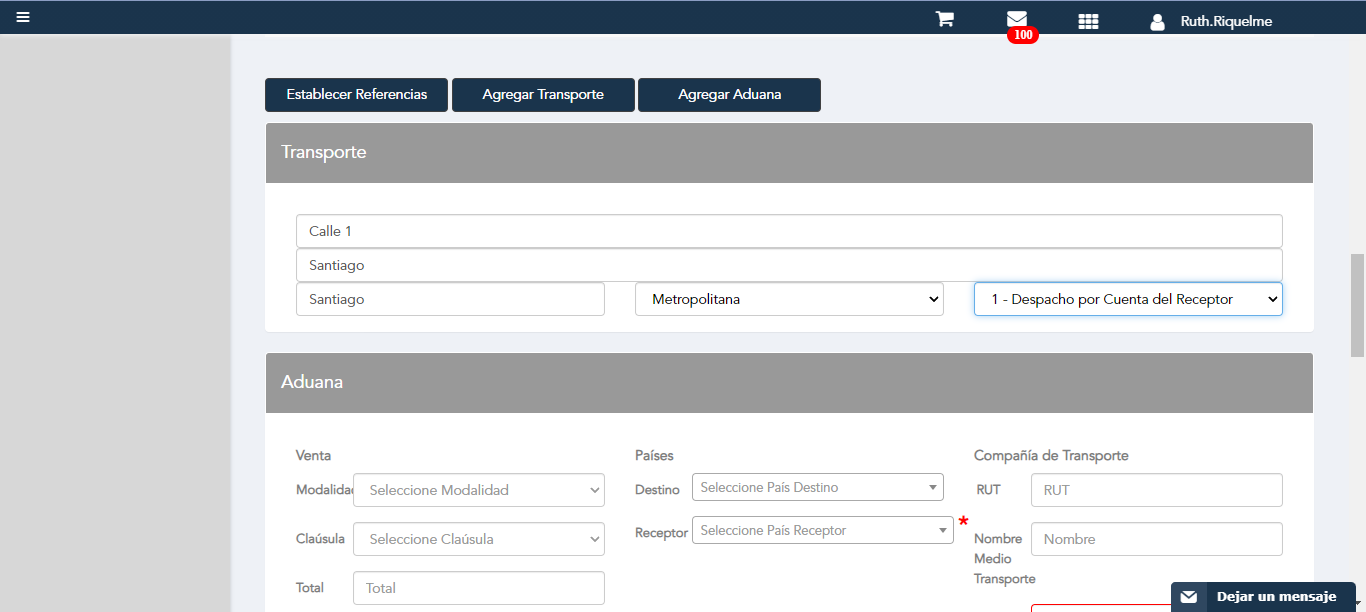 Ruth.Riquelme
100
Establecer Referencias Agregar Transporte Agregar Aduana
Transporte
Calle 1
Santiago
Santiago Metropolitana 1 - Despacho por Cuenta del Receptor
Aduana
Venta Países Compañía de Transporte
Modalidad Seleccione Modalidad Destino Seleccione País Destino RUT RUT
Receptor Seleccione País Receptor *
Claúsula Seleccione Claúsula Nombre Nombre
Medio
Transporte
Total Total
Dejar un mensaje